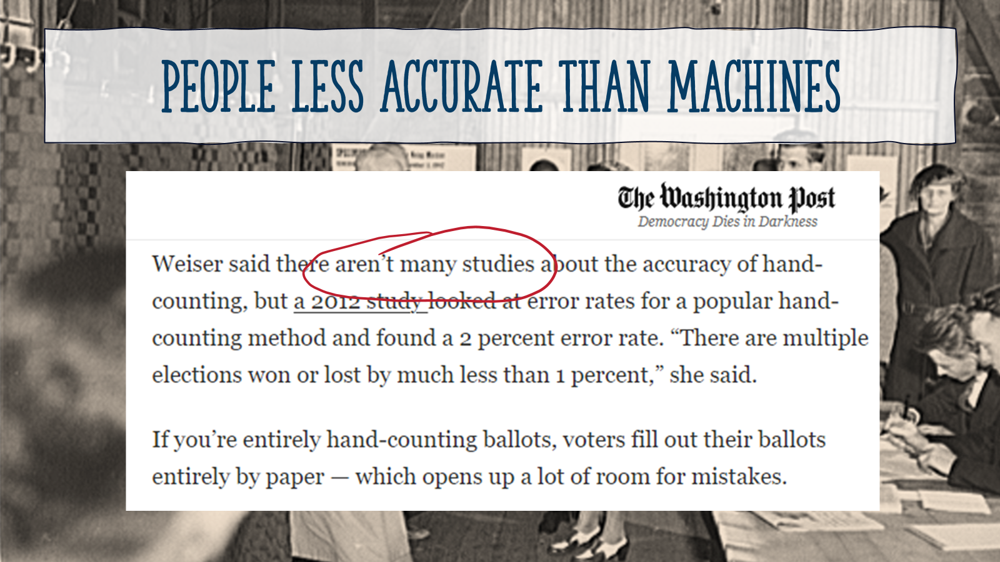 PEOPLE LESS ACCURATE THAN MACHINES
The Washington Post
Democracy Dies in Darkness
Weiser said there aren’t many studies about the accuracy of hand-
counting, but a 2012 study looked at error rates for a popular hand-
counting method and found a 2 percent error rate. “There are multiple
elections won or lost by much less than 1 percent,” she said.
If you’re entirely hand-counting ballots, voters fill out their ballots
entirely by paper — which opens up a lot of room for mistakes.